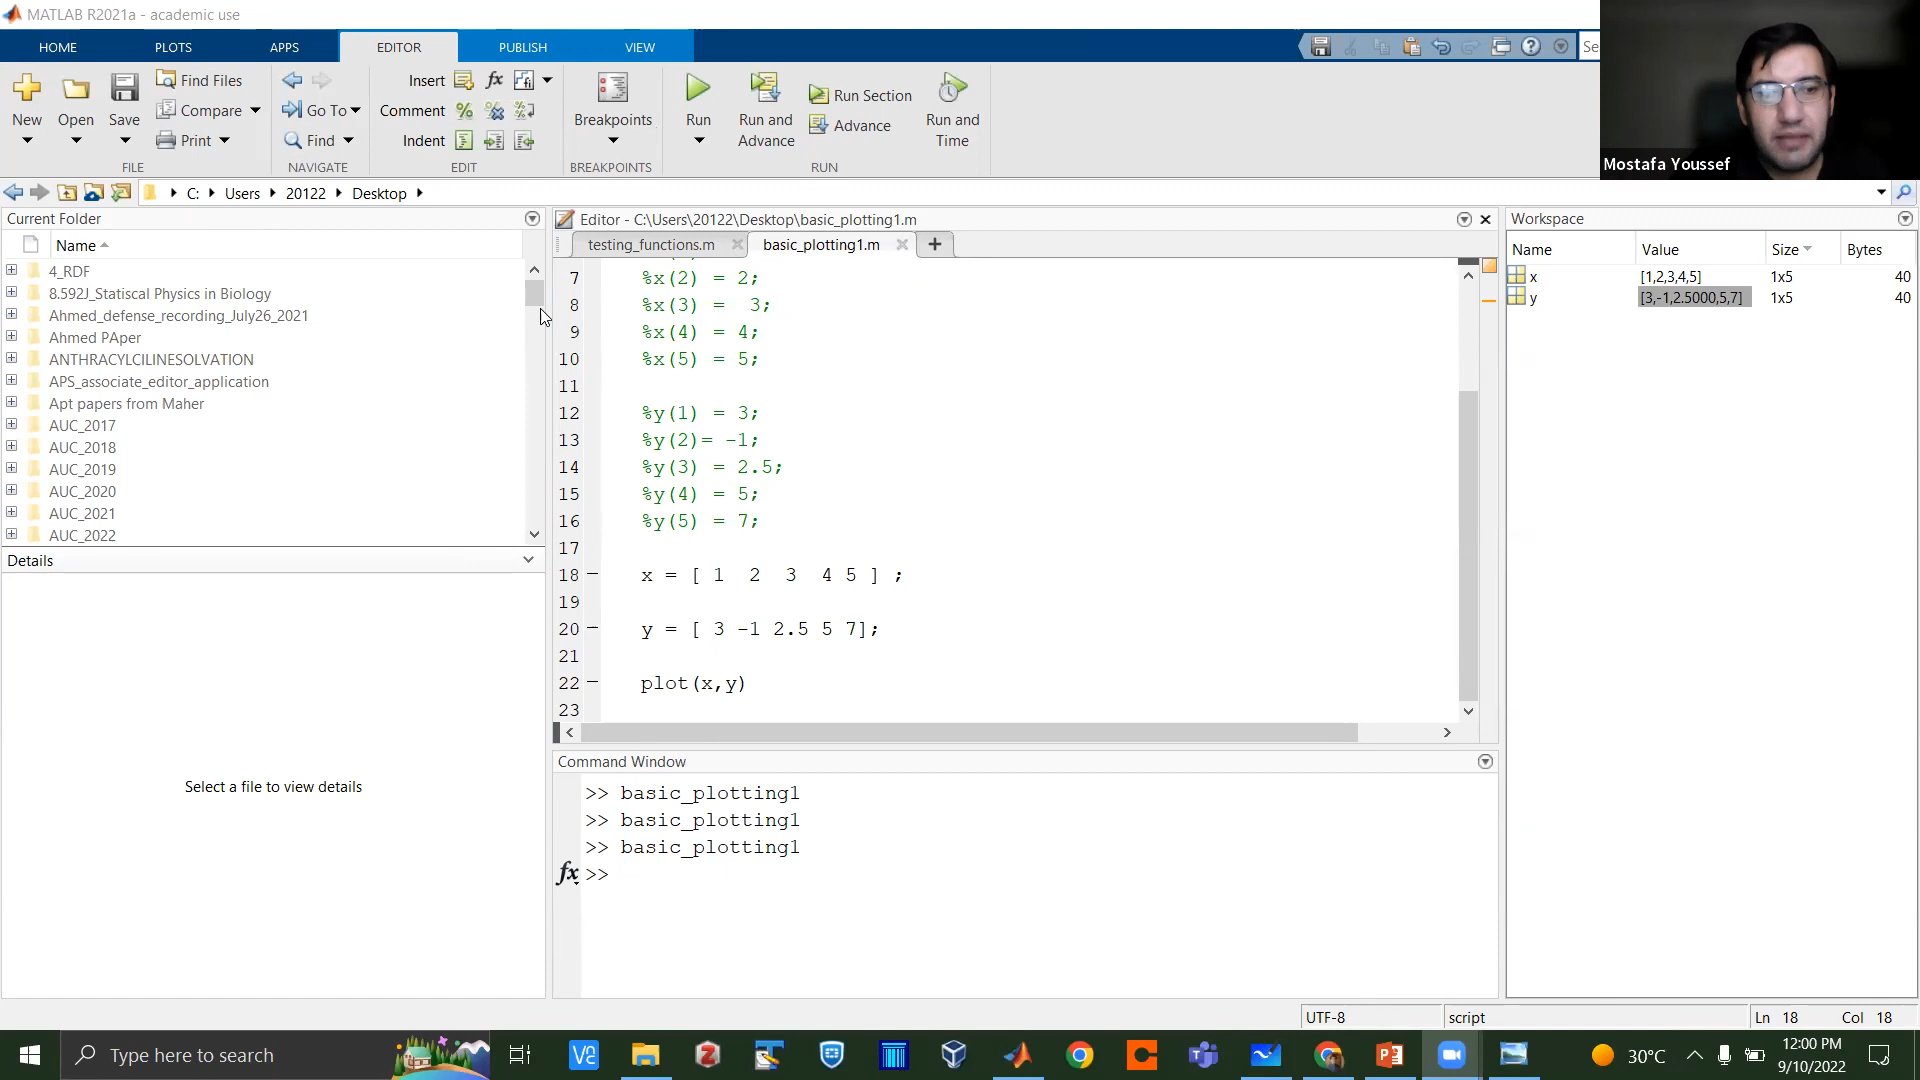 MATLAB R2021a - academic use
HOME PLOTS APPS EDITOR PUBLISH VIEW
Se
New Open Save Find Files Compare Print FILE
Go To Find NAVIGATE
Insert fx Comment Indent EDIT
Breakpoints BREAKPOINTS
Run Run and Advance Run Section Advance Run and Time RUN
Mostafa Youssef
C: Users 20122 Desktop
Current Folder
Name
4_RDF
8.592J_Statiscal Physics in Biology
Ahmed_defense_recording_July26_2021
Ahmed PAper
ANTHRACYLCILINESOLVATION
APS_associate_editor_application
Apt papers from Maher
AUC_2017
AUC_2018
AUC_2019
AUC_2020
AUC_2021
AUC_2022
Details
Select a file to view details
Editor - C:\Users\20122\Desktop\basic_plotting1.m
testing_functions.m basic_plotting1.m
7 %x(2) = 2;
8 %x(3) =  3;
9 %x(4) = 4;
10 %x(5) = 5;
11
12 %y(1) = 3;
13 %y(2)= -1;
14 %y(3) = 2.5;
15 %y(4) = 5;
16 %y(5) = 7;
17
18 x = [ 1  2  3  4 5 ] ;
19
20 y = [ 3 -1 2.5 5 7];
21
22 plot(x,y)
23
Command Window
>> basic_plotting1
>> basic_plotting1
>> basic_plotting1
fx >>
Workspace
Name Value Size Bytes
x [1,2,3,4,5] 1x5 40
y [3,-1,2.5000,5,7] 1x5 40
UTF-8 script Ln 18 Col 18
Type here to search
30°C
12:00 PM
9/10/2022